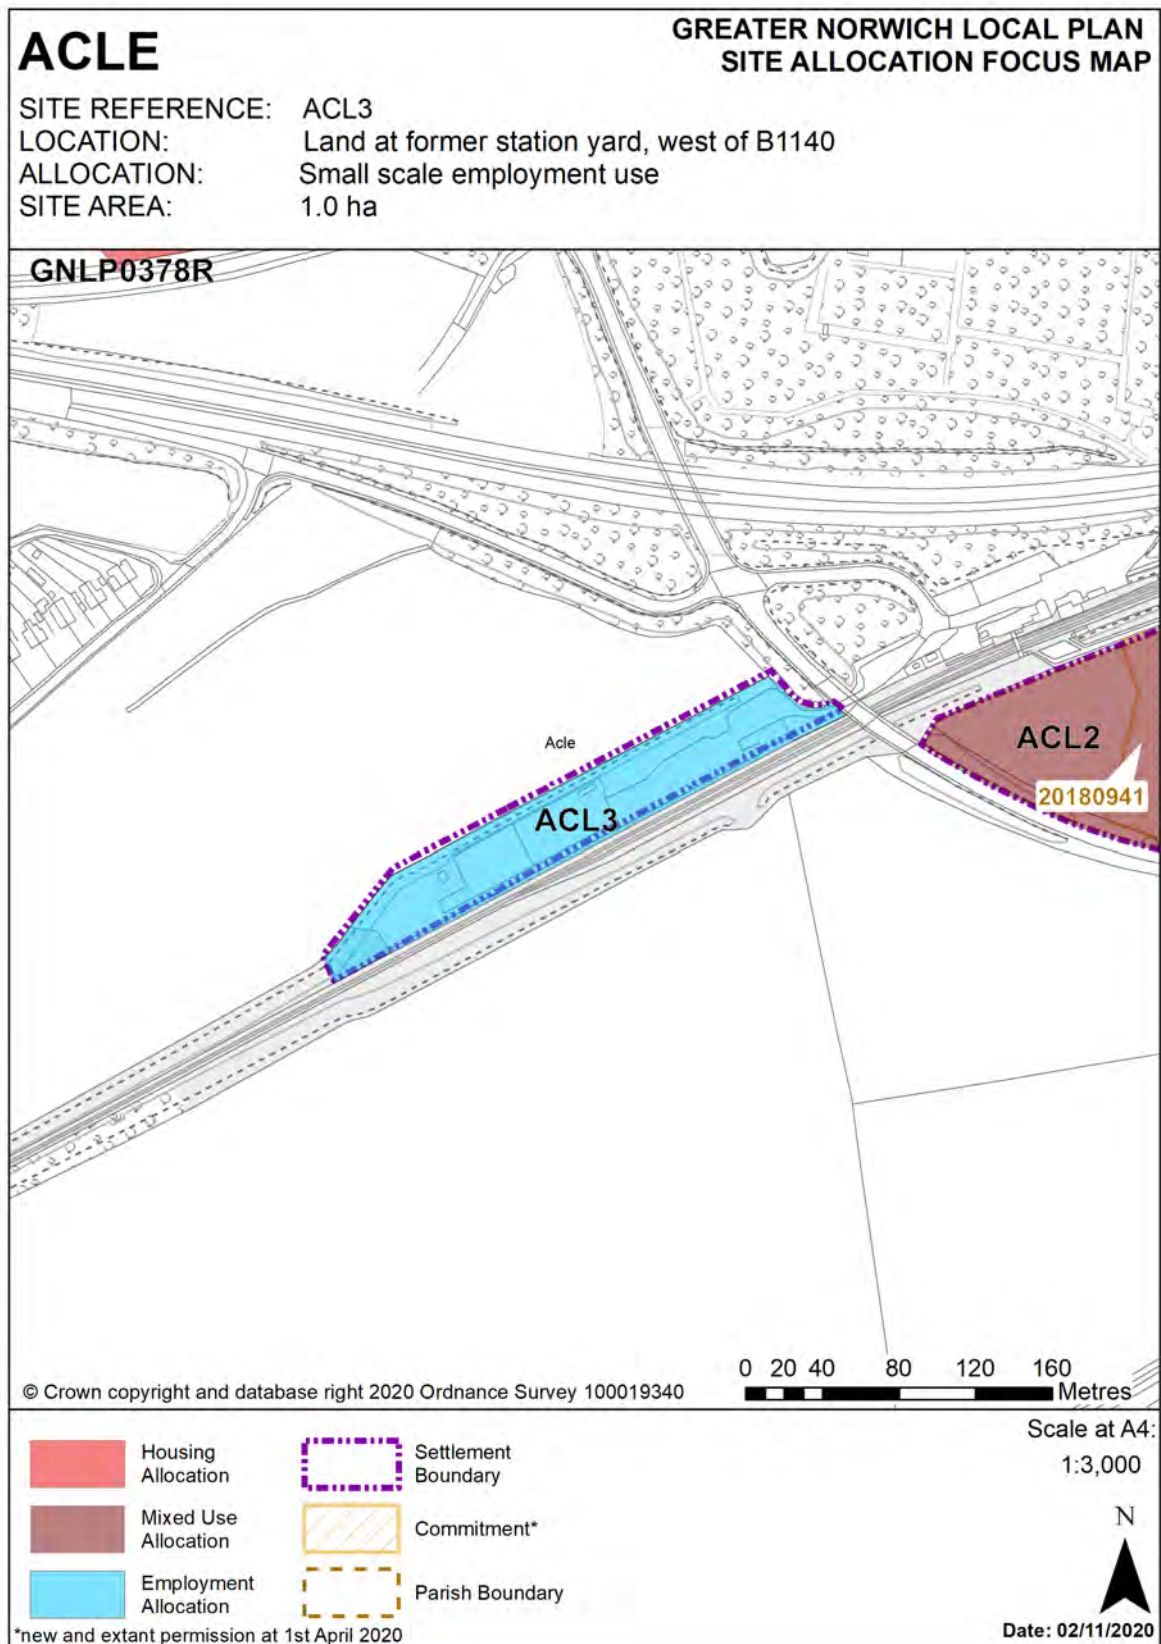 ACLE
GREATER NORWICH LOCAL PLAN
SITE ALLOCATION FOCUS MAP
SITE REFERENCE: ACL3
LOCATION: Land at former station yard, west of B1140
ALLOCATION: Small scale employment use
SITE AREA: 1.0 ha
GNLP0378R
Acle
ACL2
20180941
ACL3
0 20 40 80 120 160
Metres
© Crown copyright and database right 2020 Ordnance Survey 100019340
Housing
Allocation
Settlement
Boundary
Scale at A4:
1:3,000
Mixed Use
Allocation
Commitment*
N
Employment
Allocation
Parish Boundary
*new and extant permission at 1st April 2020
Date: 02/11/2020